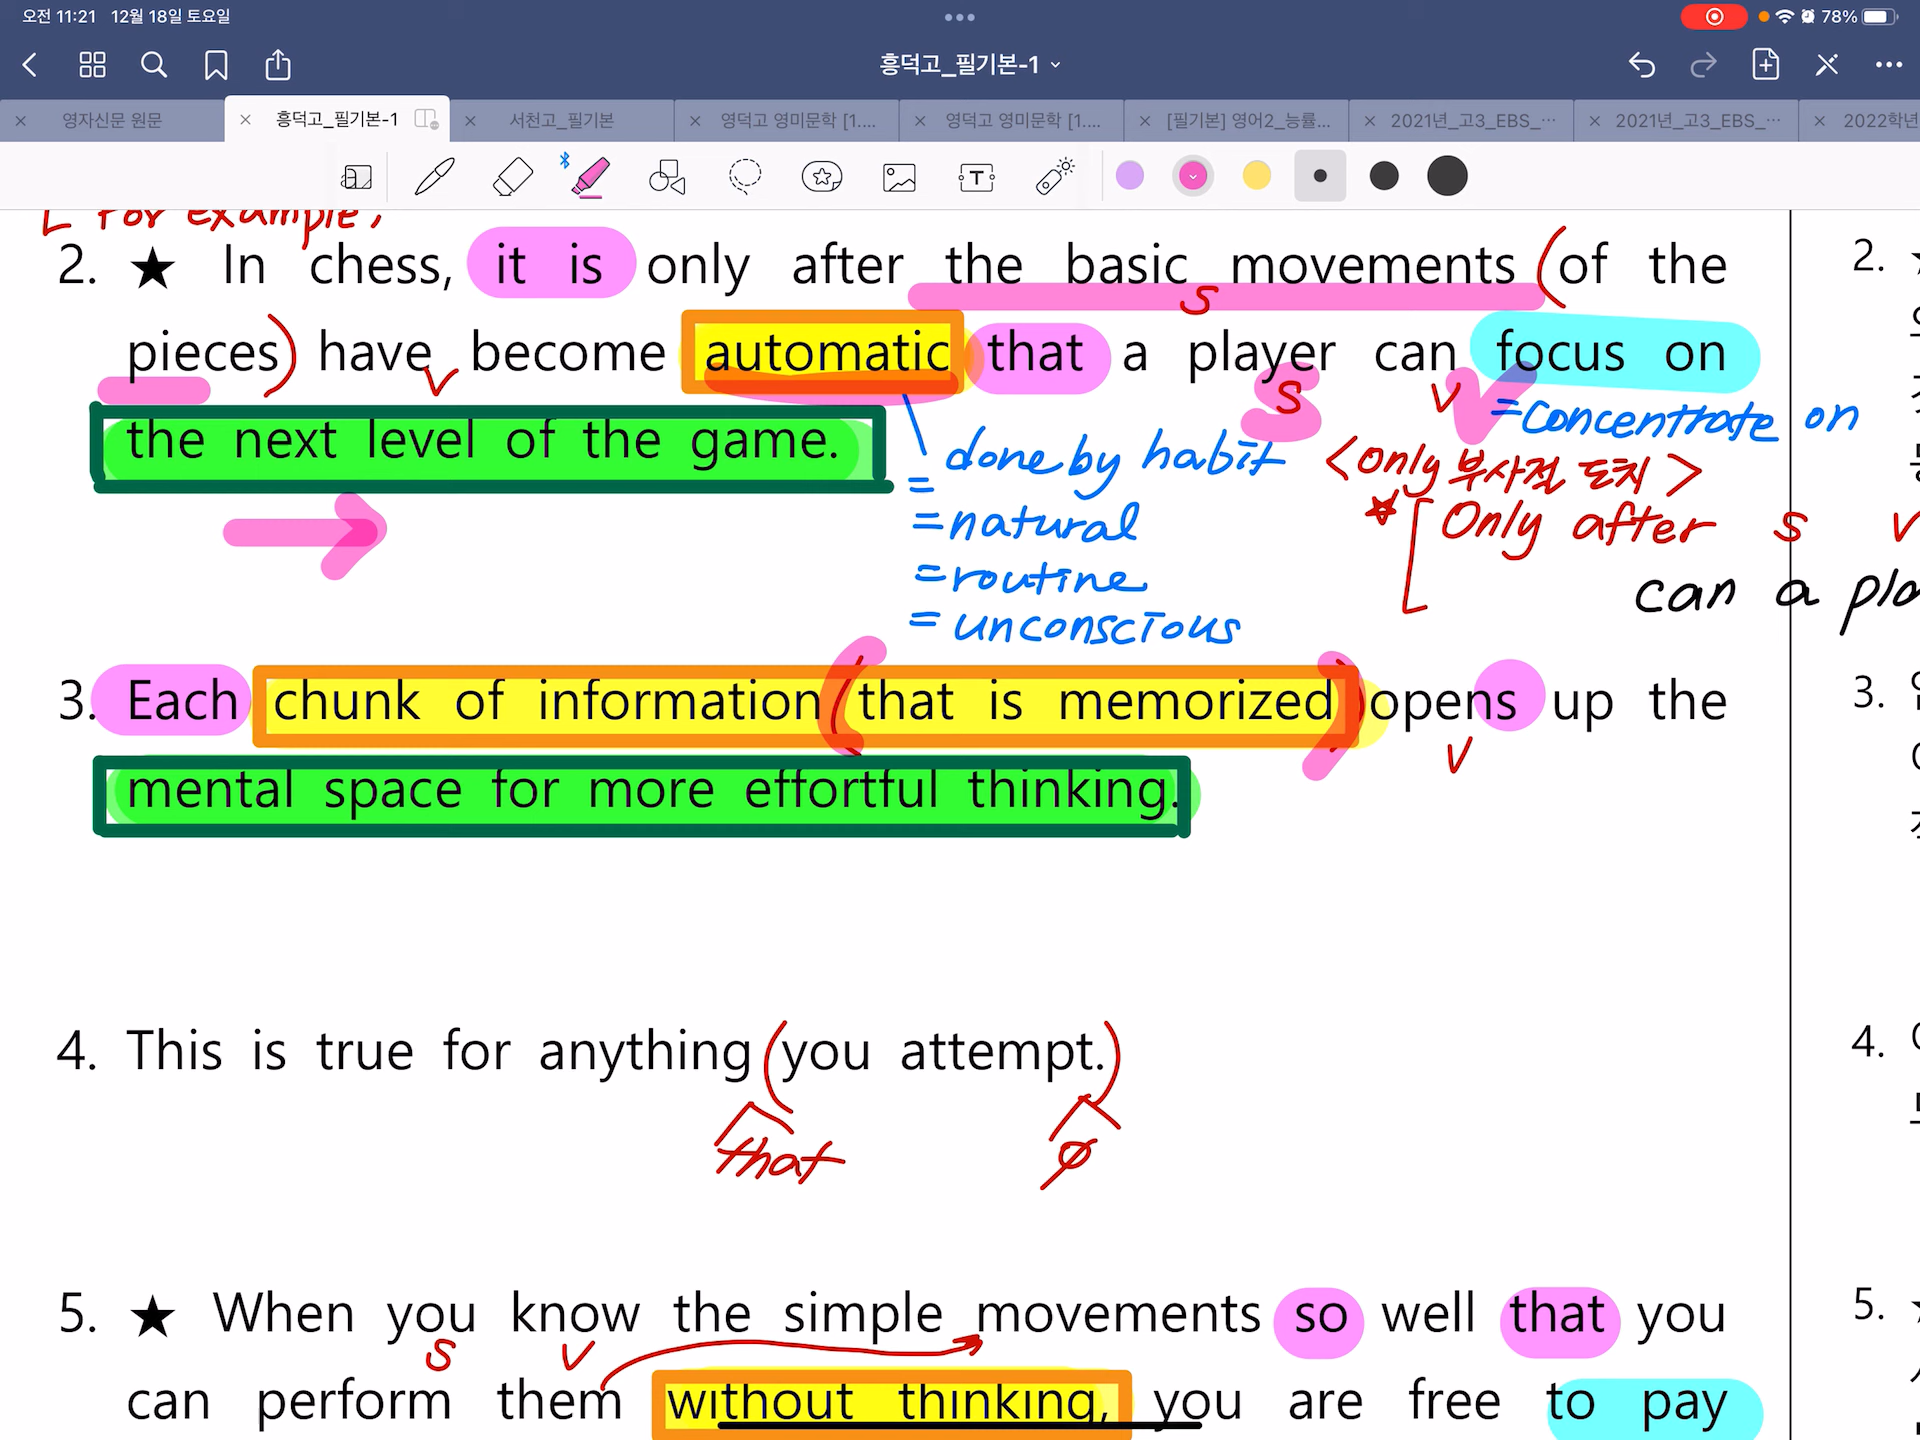 오전 11:21 12월 18일 토요일
78%
흥덕고_필기본-1
영자신문 원문
흥덕고_필기본-1
서천고_필기본
영덕고 영미문학 [1....
영덕고 영미문학 [1....
[필기본] 영어2_능률...
2021년_고3_EBS_...
2021년_고3_EBS_...
2022학년
For example,
2. ★ In chess, it is only after the basic movements (of the
s
pieces) have become automatic that a player can focus on
v
s
v
=concentrate on
the next level of the game.
done by habit
=
=natural
=routine
=unconscious
<only 부사절 도치>
Only after s v
can a pla
3. Each chunk of information (that is memorized) opens up the
v
mental space for more effortful thinking.
4. This is true for anything (you attempt.)
that
ø
5. ★ When you know the simple movements so well that you
s
v
can perform them without thinking, you are free to pay
2.
3.
4.
5.